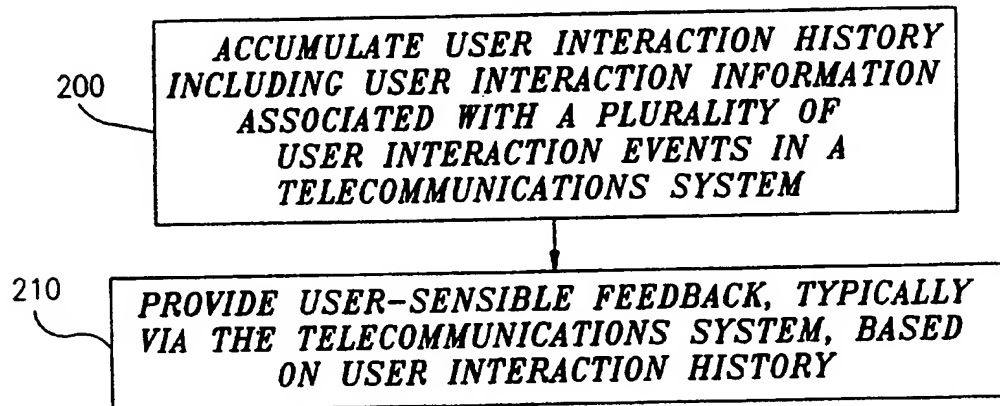 ACCUMULATE USER INTERACTION HISTORY
INCLUDING USER INTERACTION INFORMATION
200
ASSOCIATED WITH A PLURALITY OF
USER INTERACTION EVENTS IN A
TELECOMMUNICATIONS SYSTEM
210
PROVIDE USER-SENSIBLE FEEDBACK, TYPICALLY
VIA THE TELECOMMUNICATIONS SYSTEM, BASED
ON USER INTERACTION HISTORY